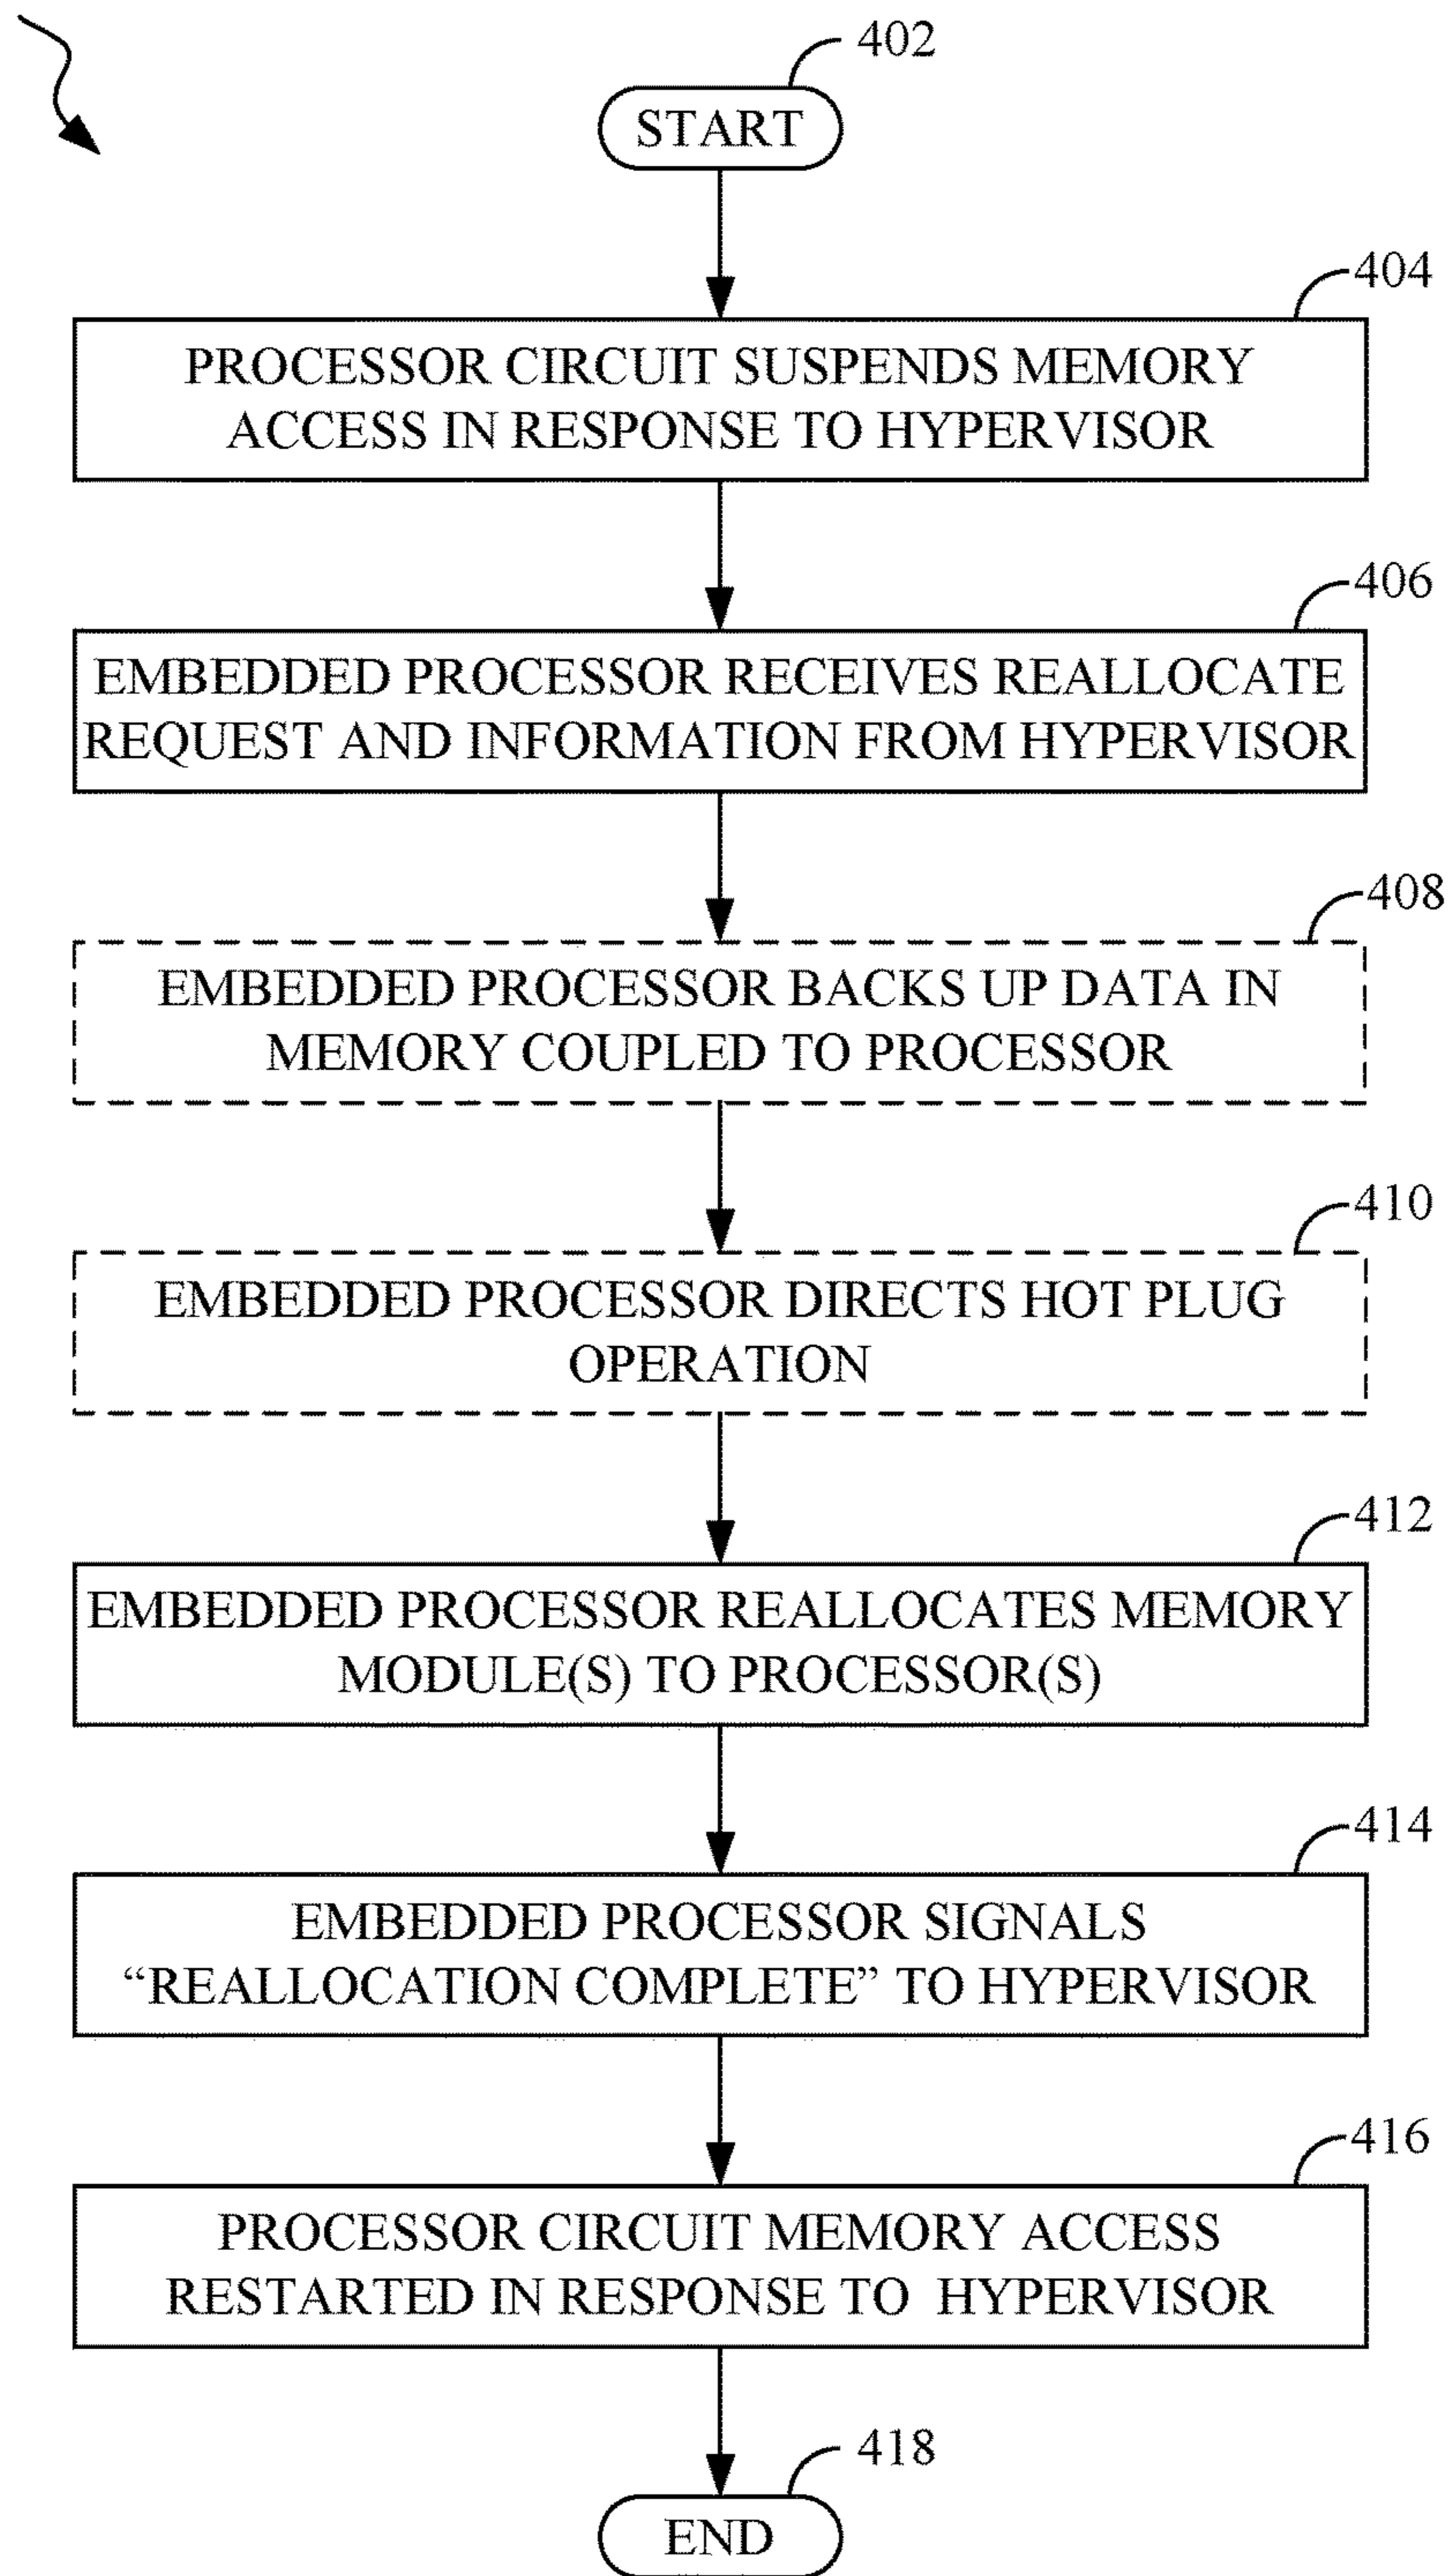 402
START
404
PROCESSOR CIRCUIT SUSPENDS MEMORY
ACCESS IN RESPONSE TO HYPERVISOR
406
EMBEDDED PROCESSOR RECEIVES REALLOCATE
REQUEST AND INFORMATION FROM HYPERVISOR
408
EMBEDDED PROCESSOR BACKS UP DATA IN
MEMORY COUPLED TO PROCESSOR
410
EMBEDDED PROCESSOR DIRECTS HOT PLUG
OPERATION
412
EMBEDDED PROCESSOR REALLOCATES MEMORY
MODULE(S) TO PROCESSOR(S)
414
EMBEDDED PROCESSOR SIGNALS
“REALLOCATION COMPLETE” TO HYPERVISOR
416
PROCESSOR CIRCUIT MEMORY ACCESS
RESTARTED IN RESPONSE TO HYPERVISOR
418
END